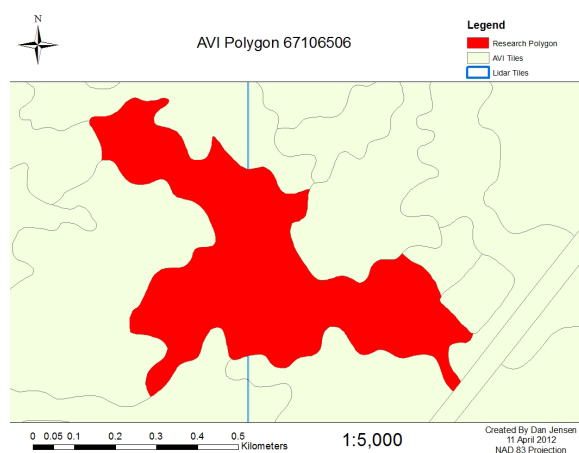 N
AVI Polygon 67106506
Legend
Research Polygon
AVI Tiles
Lidar Tiles
0 0.05 0.1 0.2 0.3 0.4 0.5
Kilometers
1:5,000
Created By Dan Jensen
11 April 2012
NAD 83 Projection